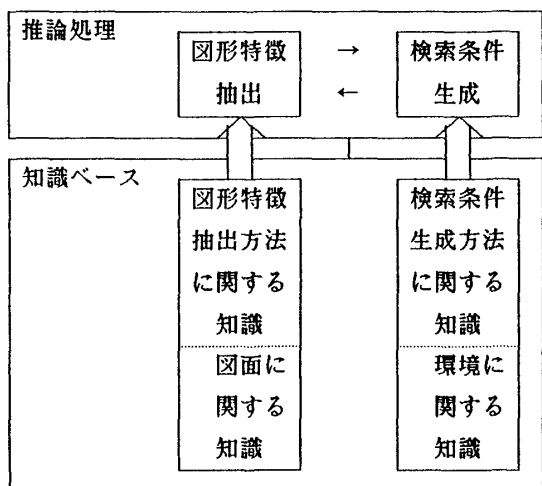 推論処理
図形特徴 → 検索条件
抽出 ← 生成
知識ベース
図形特徴
抽出方法
に関する
知識
図面に
関する
知識
検索条件
生成方法
に関する
知識
環境に
関する
知識